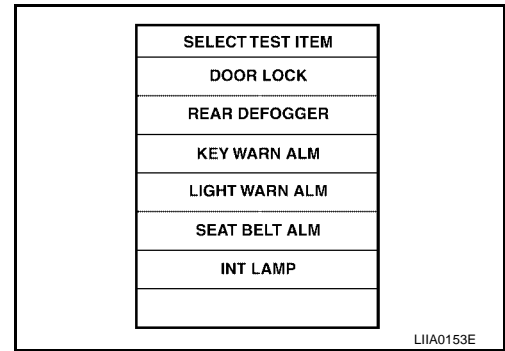 SELECT TEST ITEM
DOOR LOCK
REAR DEFOGGER
KEY WARN ALM
LIGHT WARN ALM
SEAT BELT ALM
INT LAMP
LIIA0153E